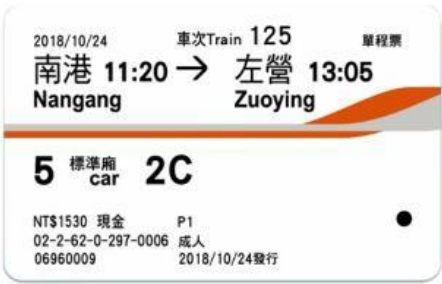 2018/10/24 車次Train 125 單程票
南港 11:20 → 左營 13:05
Nangang Zuoying
5 標準廂 car 2C
NT$1530 現金 P1
02-2-62-0-297-0006 成人
06960009 2018/10/24發行